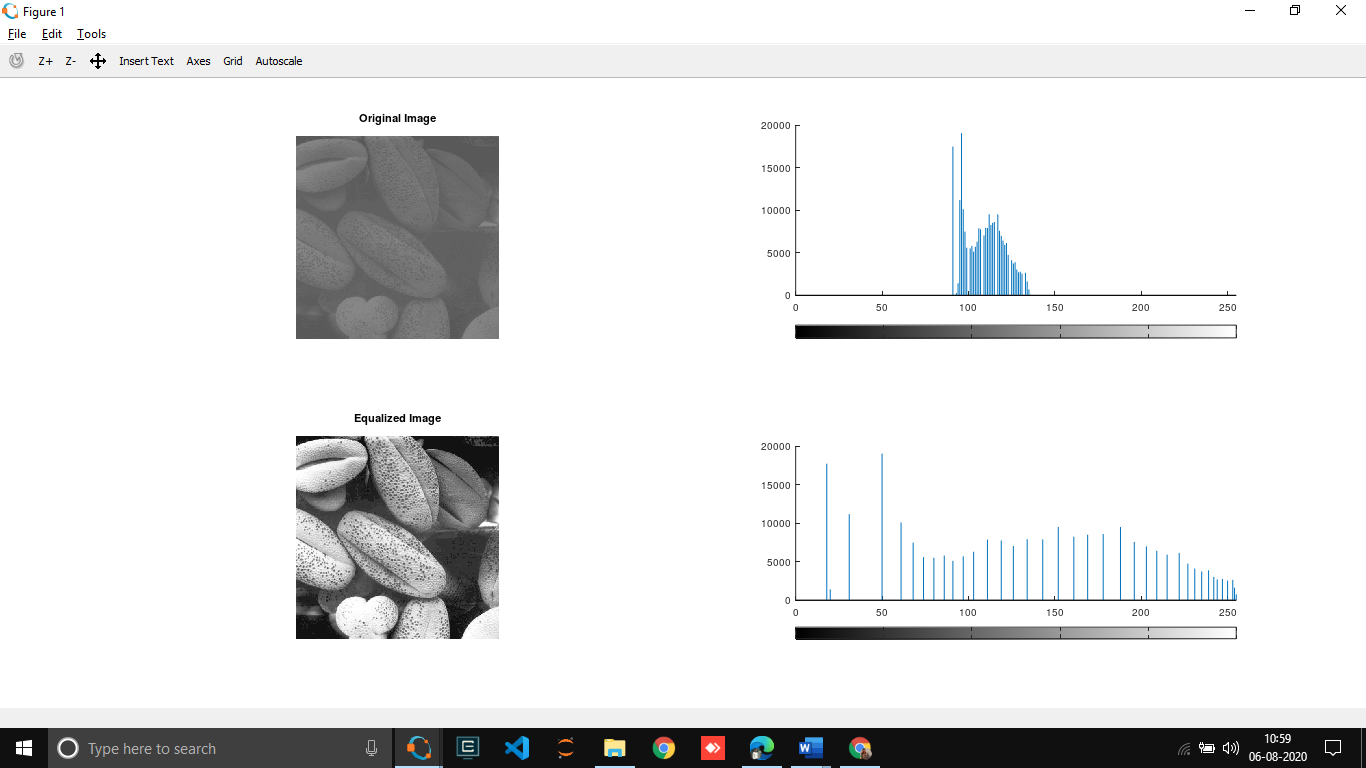 Figure 1
File Edit Tools
Z+ Z- Insert Text Axes Grid Autoscale
Original Image
20000
15000
10000
5000
0
0 50 100 150 200 250
Equalized Image
20000
15000
10000
5000
0
0 50 100 150 200 250
Type here to search
10:59
06-08-2020